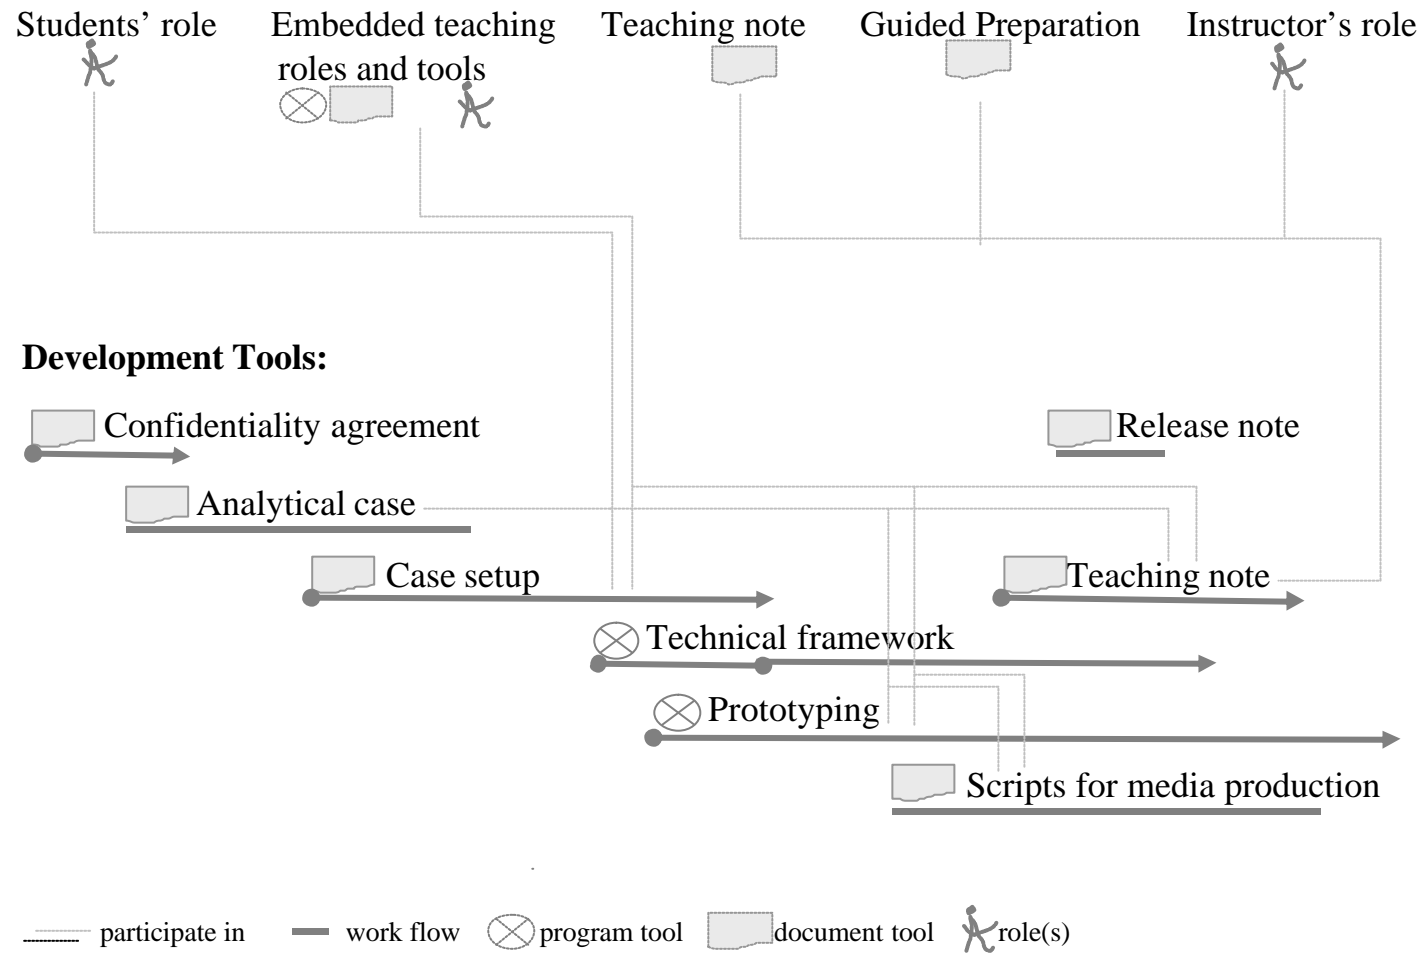 Students’ role
Embedded teaching
roles and tools
Teaching note
Guided Preparation
Instructor’s role
Development Tools:
Confidentiality agreement
Release note
Analytical case
Case setup
Teaching note
Technical framework
Prototyping
Scripts for media production
participate in
work flow
program tool
document tool
role(s)